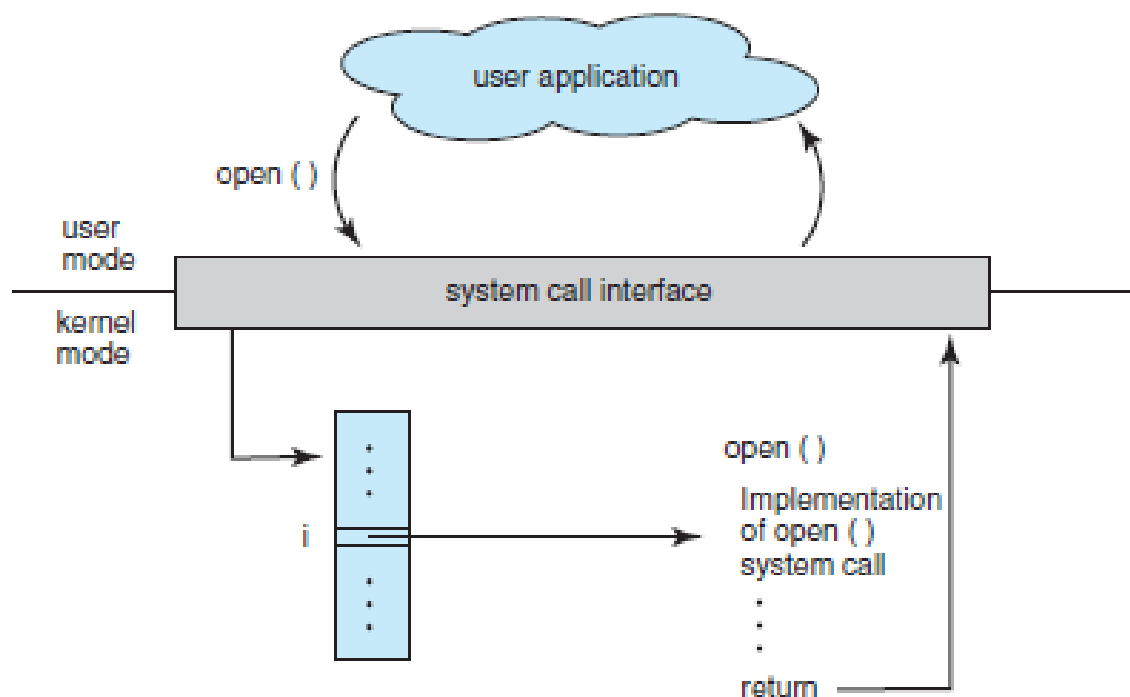 user application
open ( )
user
mode
system call interface
kernel
mode
open ( )
i
Implementation
of open ( )
system call
return